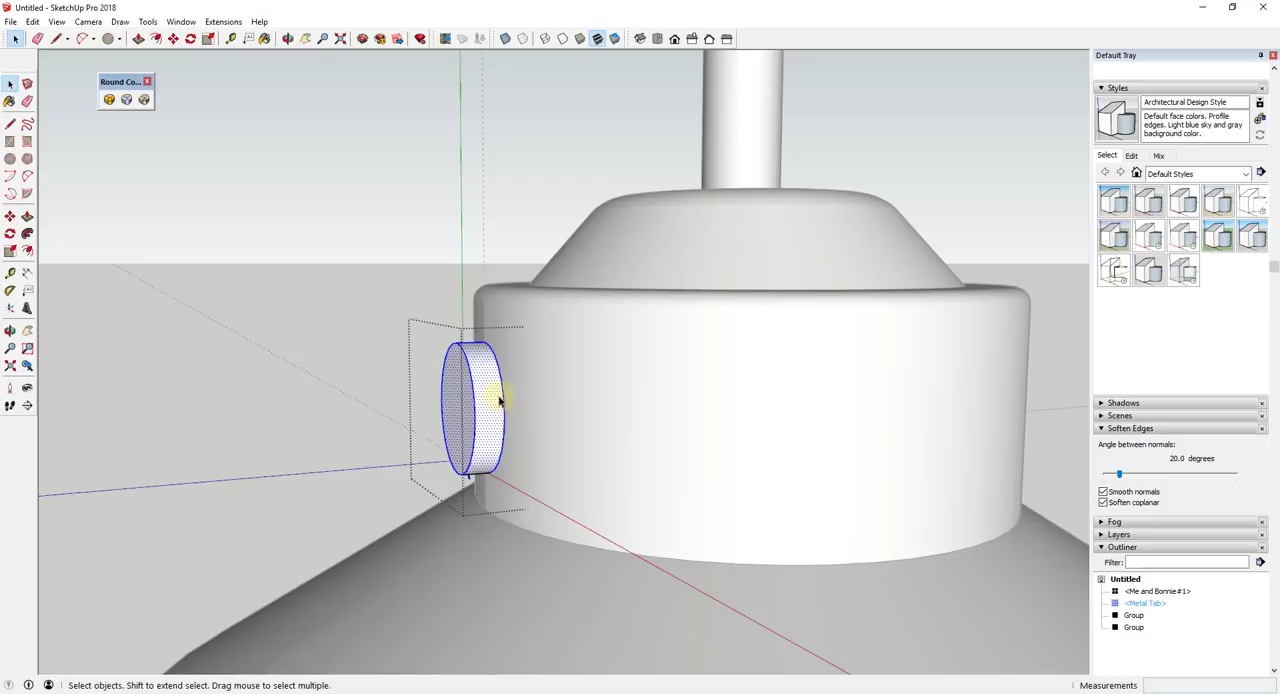 Untitled - SketchUp Pro 2018
File Edit View Camera Draw Tools Window Extensions Help
Round Co...
Default Tray
Styles
Architectural Design Style
Default face colors. Profile
edges. Light blue sky and gray
background color.
Select Edit Mix
Default Styles
Shadows
Scenes
Soften Edges
Angle between normals:
20.0 degrees
Smooth normals
Soften coplanar
Fog
Layers
Outliner
Filter:
Untitled
<Me and Bonnie#1>
<Metal Tab>
Group
Group
Select objects. Shift to extend select. Drag mouse to select multiple.
Measurements